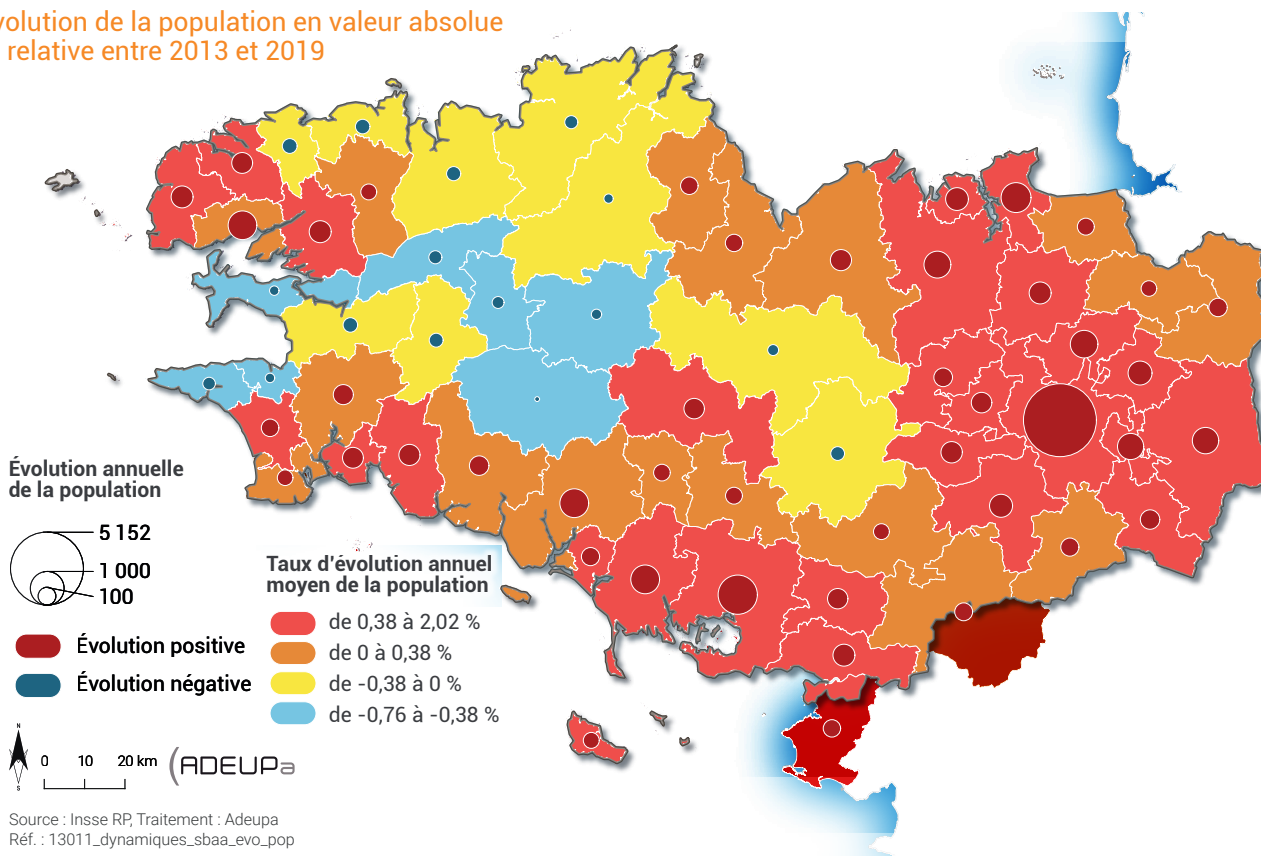 volution de la population en valeur absolue
relative entre 2013 et 2019
Évolution annuelle
de la population
5 152
1 000
100
Évolution positive
Évolution négative
Taux d'évolution annuel
moyen de la population
de 0,38 à 2,02 %
de 0 à 0,38 %
de -0,38 à 0 %
de -0,76 à -0,38 %
N
S
0 10 20 km
ADEUPa
Source : Insse RP, Traitement : Adeupa
Réf. : 13011_dynamiques_sbaa_evo_pop